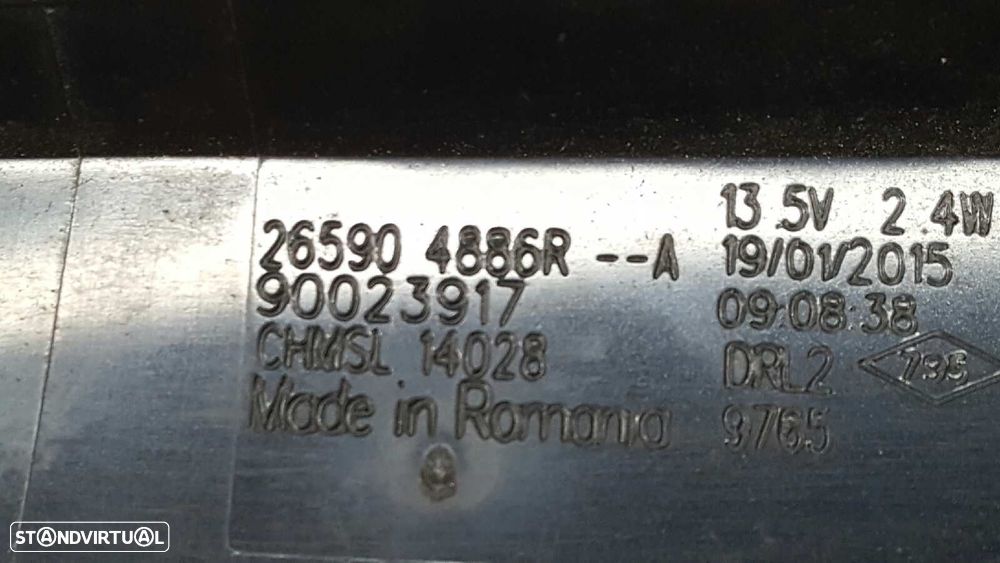 26590 4886R --A
90023917
CHMSL 14028
Made in Romania
13.5V 2.4W
19/01/2015
09:08:38
DRL2
735
9765
STANDVIRTUAL